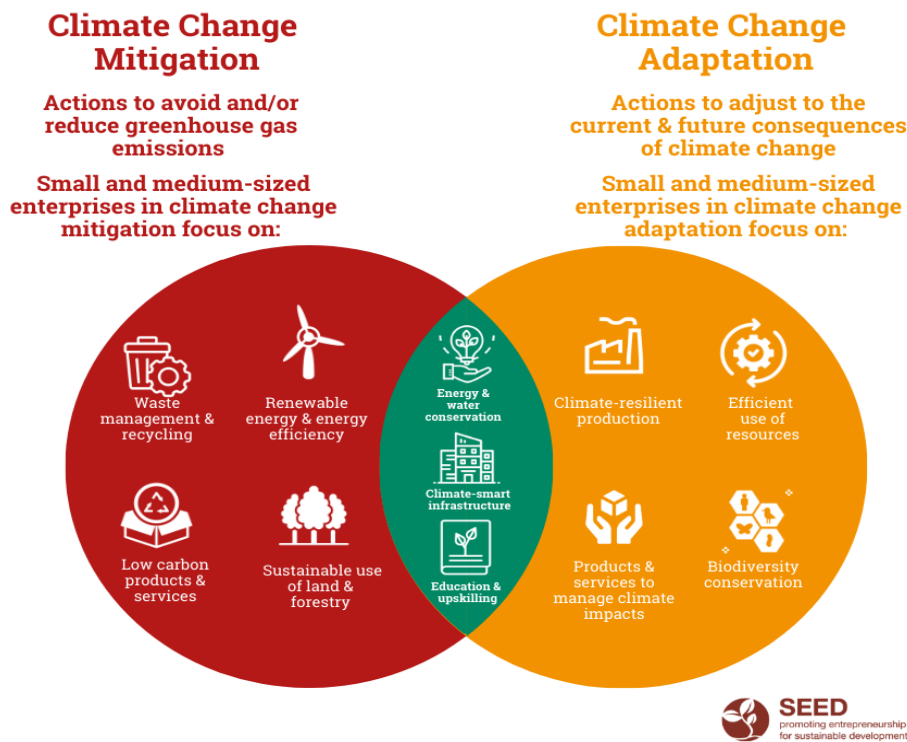 Climate Change
Mitigation
Actions to avoid and/or
reduce greenhouse gas
emissions
Small and medium-sized
enterprises in climate change
mitigation focus on:
Climate Change
Adaptation
Actions to adjust to the
current & future consequences
of climate change
Small and medium-sized
enterprises in climate change
adaptation focus on:
Waste
management &
recycling
Renewable
energy & energy
efficiency
Low carbon
products &
services
Sustainable use
of land &
forestry
Energy &
water
conservation
Climate-smart
infrastructure
Education &
upskilling
Climate-resilient
production
Efficient
use of
resources
Products &
services to
manage climate
impacts
Biodiversity
conservation
SEED
promoting entrepreneurship
for sustainable development